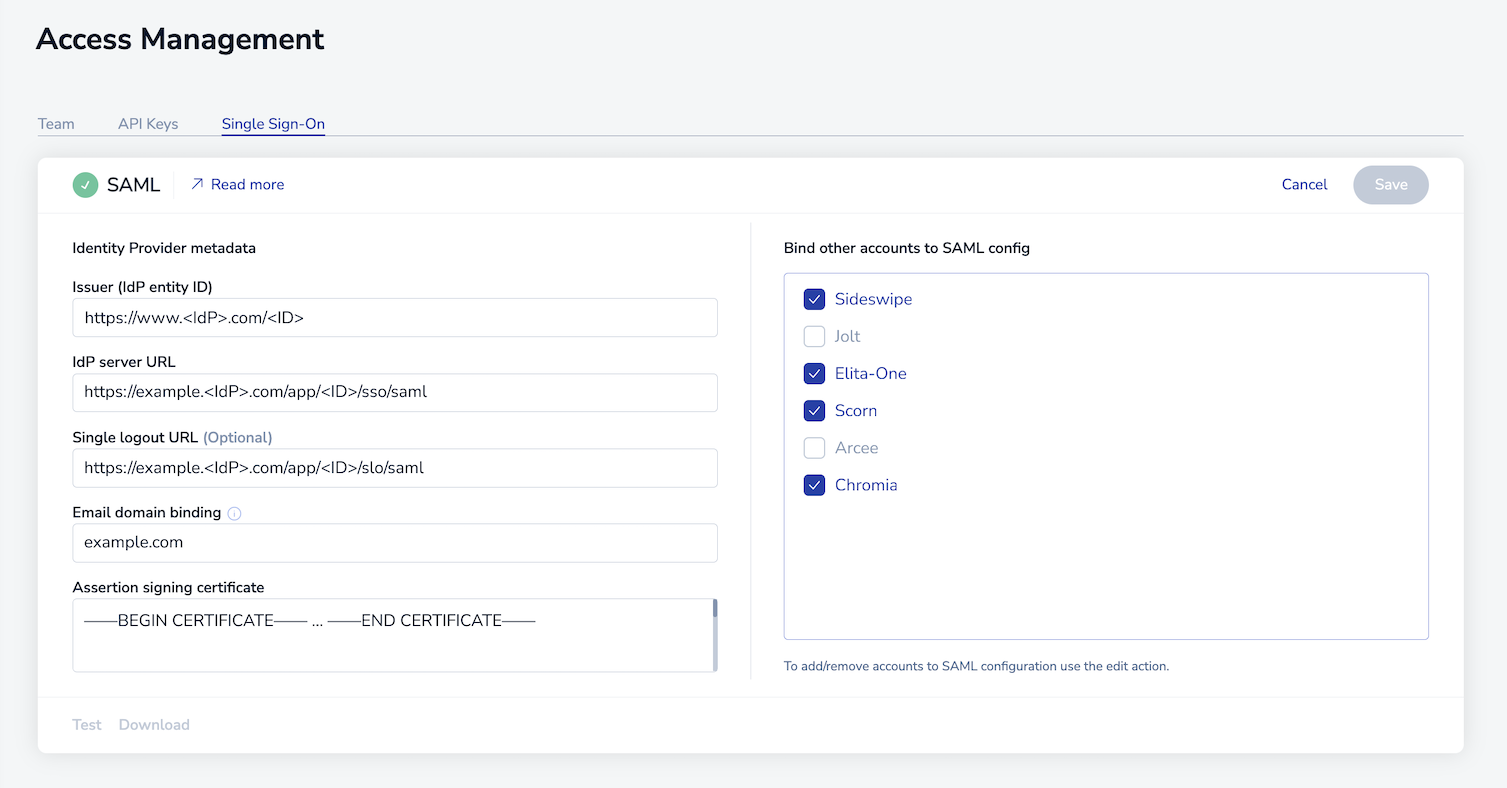 Access Management
Team API Keys Single Sign-On
SAML Read more Cancel Save
Identity Provider metadata
Issuer (IdP entity ID)
https://www.<IdP>.com/<ID>
IdP server URL
https://example.<IdP>.com/app/<ID>/sso/saml
Single logout URL (Optional)
https://example.<IdP>.com/app/<ID>/slo/saml
Email domain binding
example.com
Assertion signing certificate
——BEGIN CERTIFICATE—— ... ——END CERTIFICATE——
Bind other accounts to SAML config
Sideswipe
Jolt
Elita-One
Scorn
Arcee
Chromia
To add/remove accounts to SAML configuration use the edit action.
Test Download